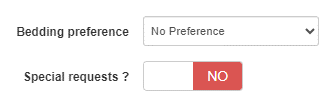 Bedding preference No Preference
Special requests ? NO